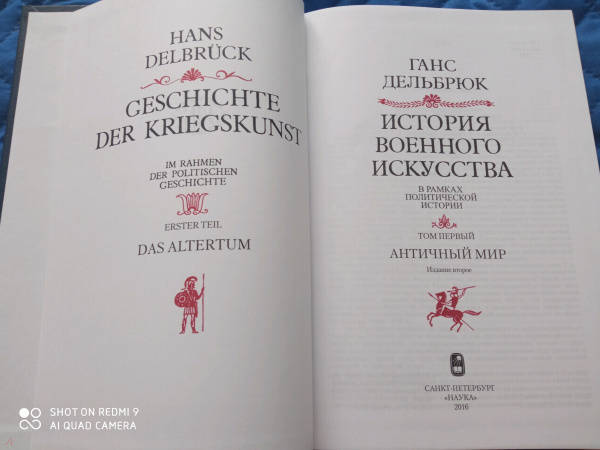 HANS
DELBRÜCK
GESCHICHTE
DER KRIEGSKUNST
IM RAHMEN
DER POLITISCHEN
GESCHICHTE
ERSTER TEIL
DAS ALTERTUM
ГАНС
ДЕЛЬБРЮК
ИСТОРИЯ
ВОЕННОГО
ИСКУССТВА
В РАМКАХ
ПОЛИТИЧЕСКОЙ
ИСТОРИИ
ТОМ ПЕРВЫЙ
АНТИЧНЫЙ МИР
Издание второе
САНКТ-ПЕТЕРБУРГ
«НАУКА»
2016
SHOT ON REDMI 9
AI QUAD CAMERA